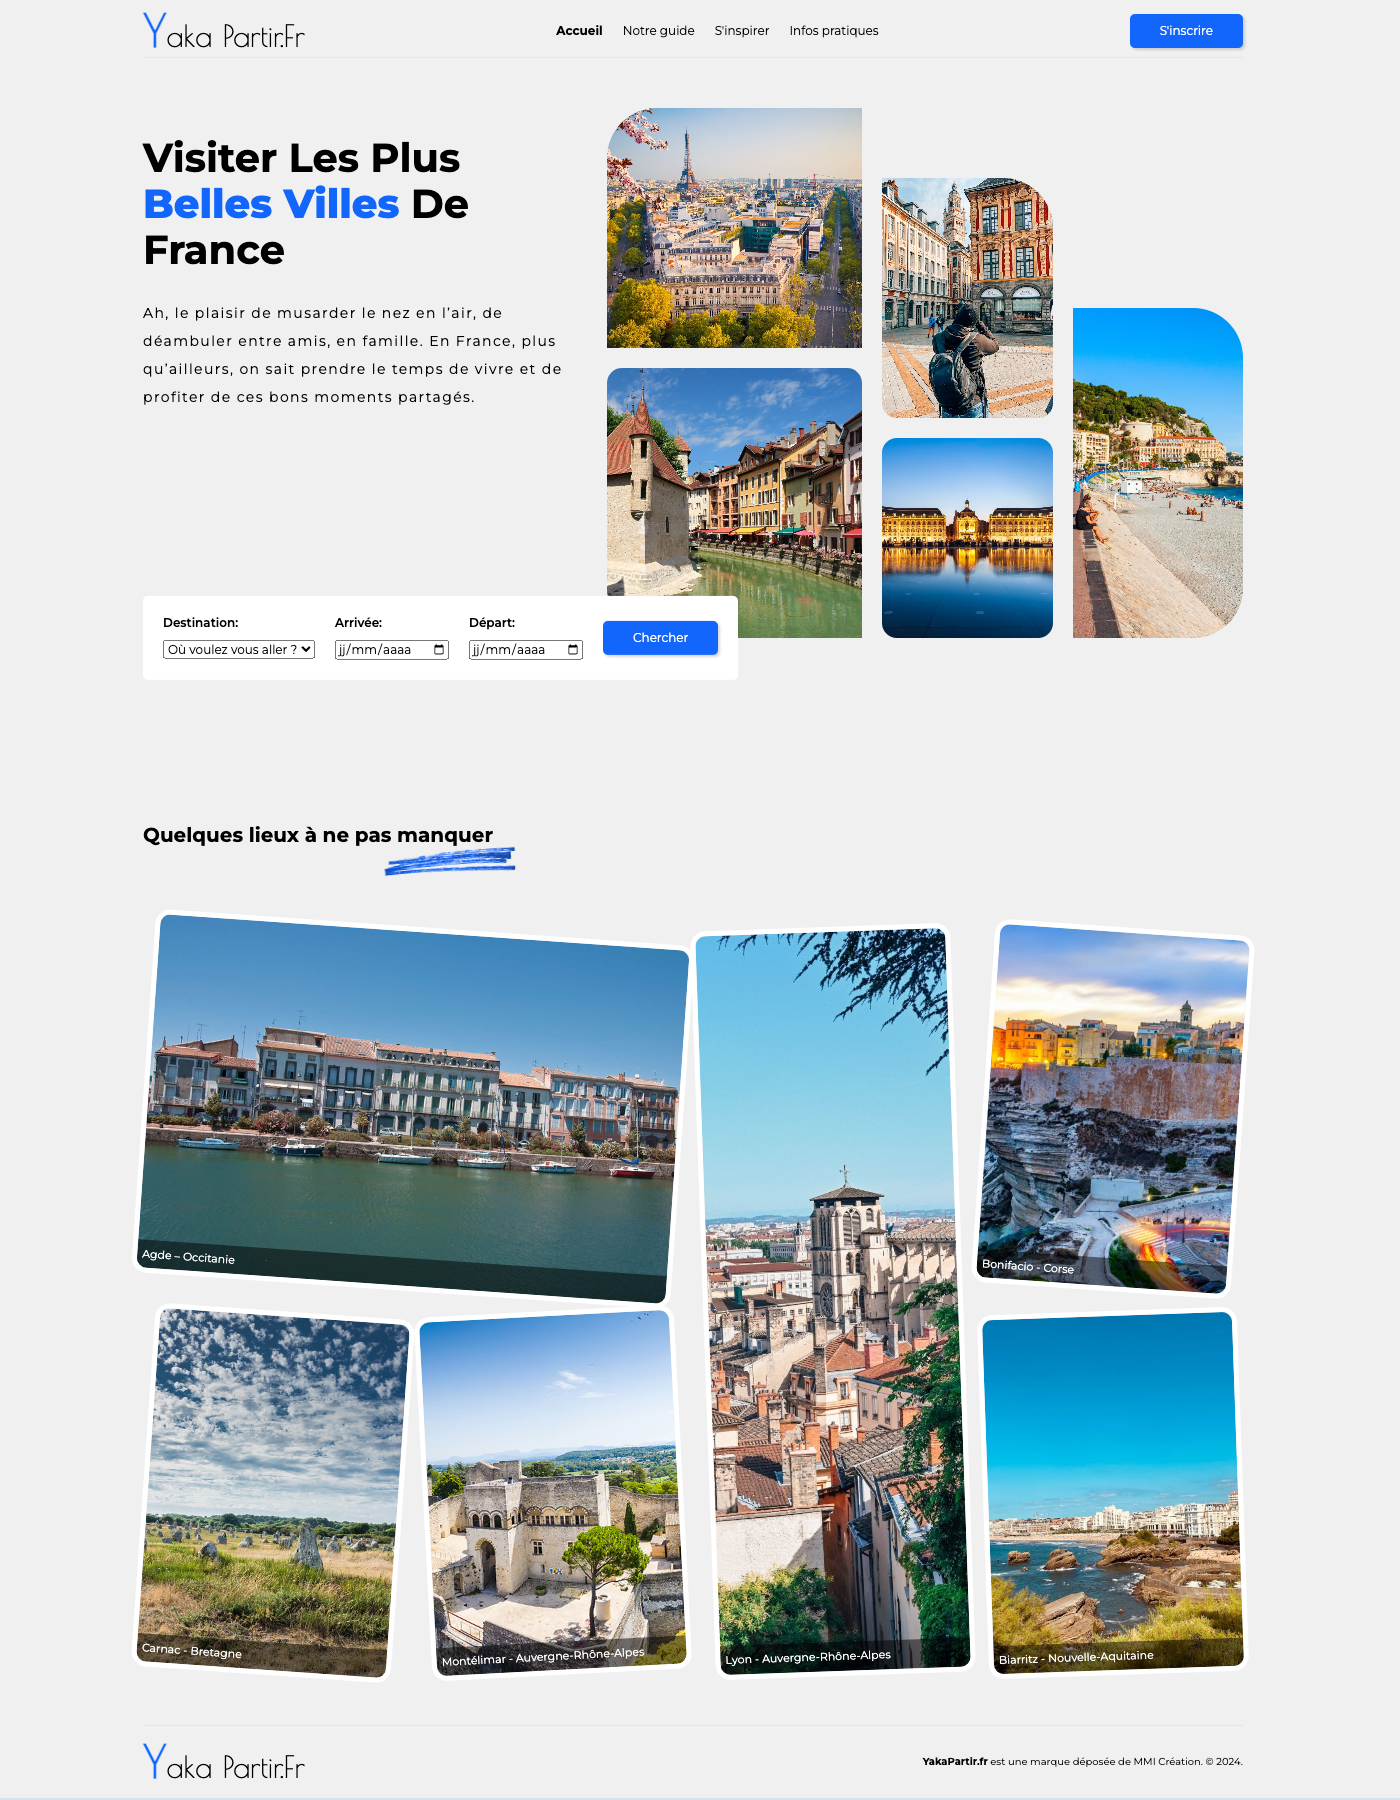 Yaka Partir.Fr
Accueil Notre guide S'inspirer Infos pratiques
S'inscrire
Visiter Les Plus
Belles Villes De
France
Ah, le plaisir de musarder le nez en l’air, de
déambuler entre amis, en famille. En France, plus
qu’ailleurs, on sait prendre le temps de vivre et de
profiter de ces bons moments partagés.
Destination: Arrivée: Départ:
Où voulez vous aller ? jj/mm/aaaa jj/mm/aaaa
Chercher
Quelques lieux à ne pas manquer
Agde – Occitanie
Bonifacio - Corse
Carnac - Bretagne
Montélimar - Auvergne-Rhône-Alpes
Lyon - Auvergne-Rhône-Alpes
Biarritz - Nouvelle-Aquitaine
Yaka Partir.Fr
YakaPartir.fr est une marque déposée de MMI Création. © 2024.